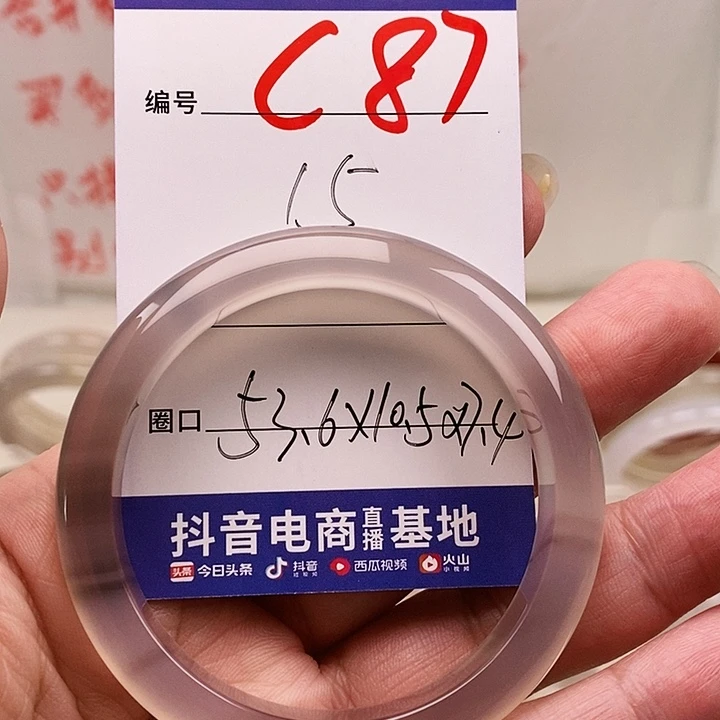 编号 C87
15
圈口 53.6X10.5X7.4
抖音电商直播基地
头条 今日头条 抖音 西瓜视频 火山